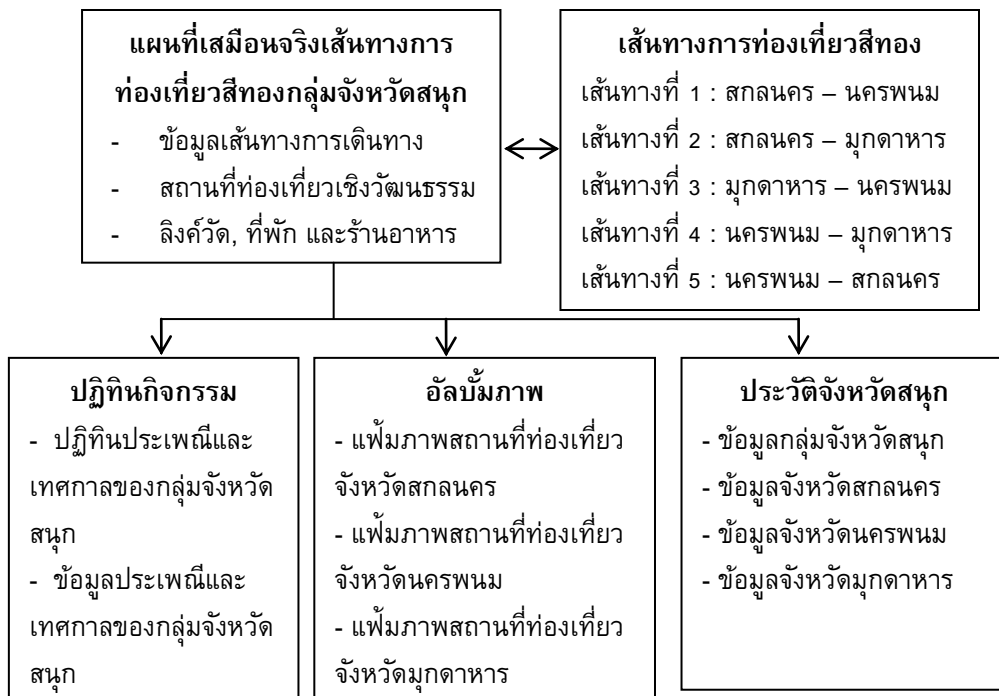 แผนที่เสมือนจริงเส้นทางการ
ท่องเที่ยวสีทองกลุ่มจังหวัดสนุก
- ข้อมูลเส้นทางการเดินทาง
- สถานที่ท่องเที่ยวเชิงวัฒนธรรม
- ลิงค์วัด, ที่พัก และร้านอาหาร
เส้นทางการท่องเที่ยวสีทอง
เส้นทางที่ 1 : สกลนคร – นครพนม
เส้นทางที่ 2 : สกลนคร – มุกดาหาร
เส้นทางที่ 3 : มุกดาหาร – นครพนม
เส้นทางที่ 4 : นครพนม – มุกดาหาร
เส้นทางที่ 5 : นครพนม – สกลนคร
ปฏิทินกิจกรรม
- ปฏิทินประเพณีและ
เทศกาลของกลุ่มจังหวัด
สนุก
- ข้อมูลประเพณีและ
เทศกาลของกลุ่มจังหวัด
สนุก
อัลบั้มภาพ
- แฟ้มภาพสถานที่ท่องเที่ยว
จังหวัดสกลนคร
- แฟ้มภาพสถานที่ท่องเที่ยว
จังหวัดนครพนม
- แฟ้มภาพสถานที่ท่องเที่ยว
จังหวัดมุกดาหาร
ประวัติจังหวัดสนุก
- ข้อมูลกลุ่มจังหวัดสนุก
- ข้อมูลจังหวัดสกลนคร
- ข้อมูลจังหวัดนครพนม
- ข้อมูลจังหวัดมุกดาหาร